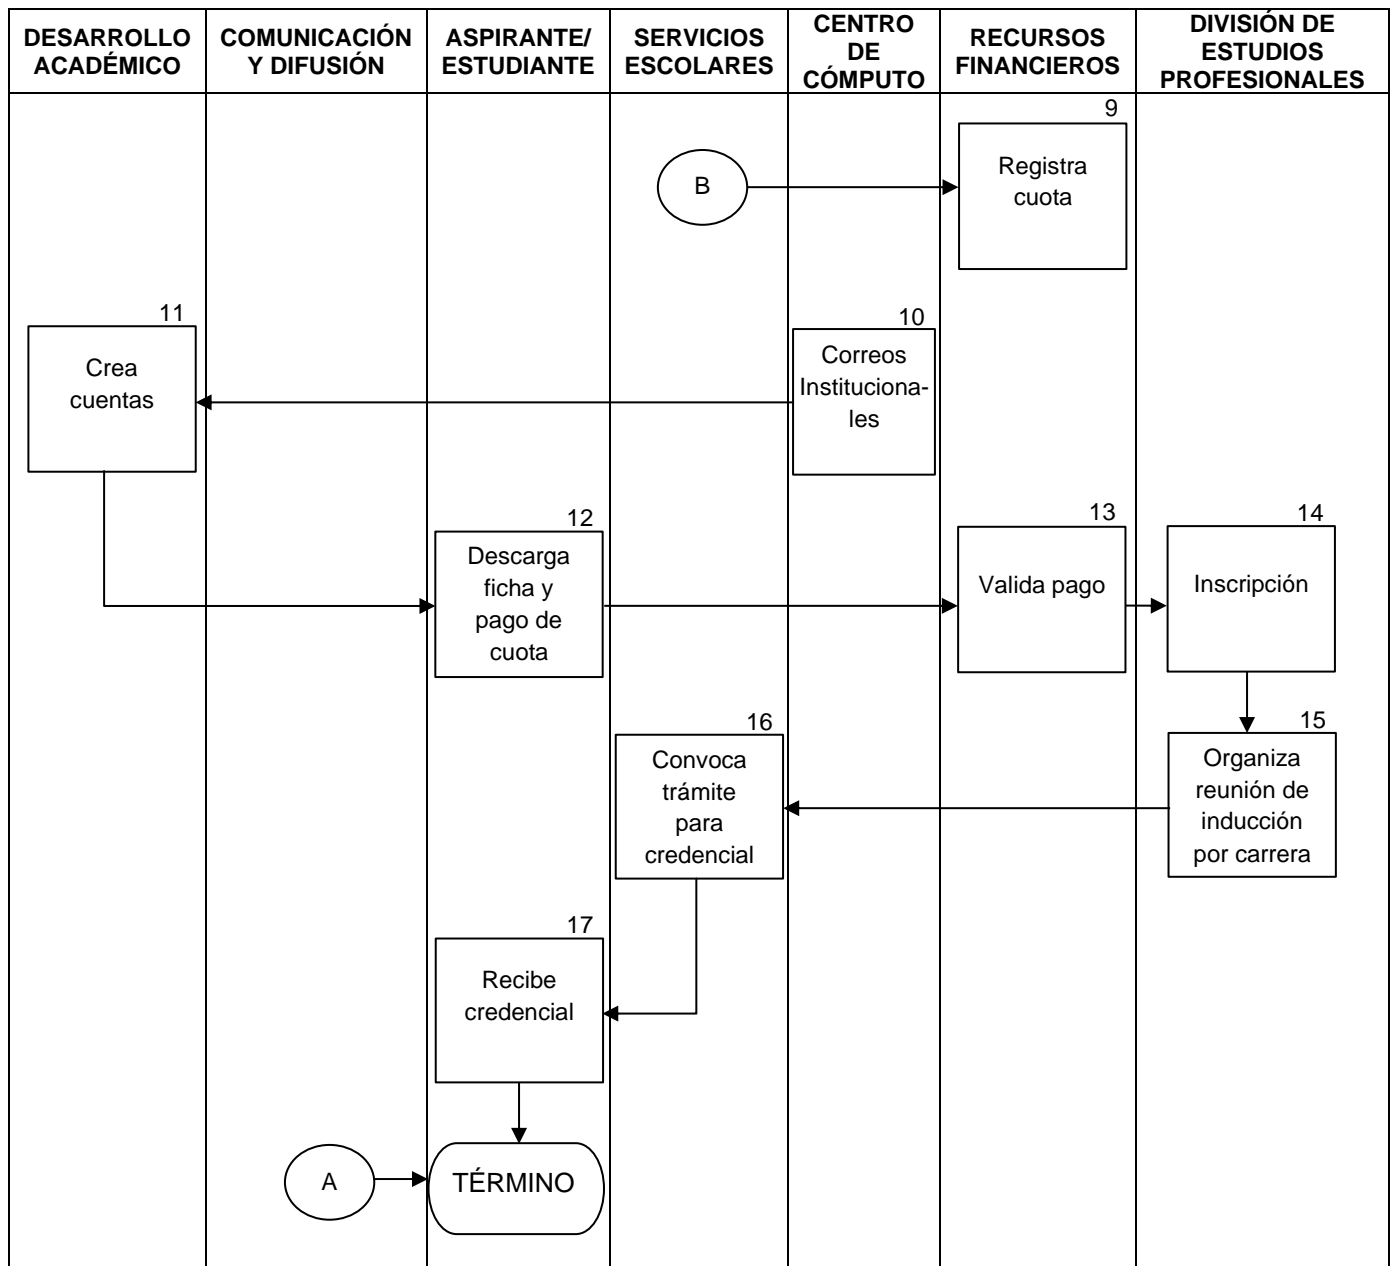 DESARROLLO
ACADÉMICO
COMUNICACIÓN
Y DIFUSIÓN
ASPIRANTE/
ESTUDIANTE
SERVICIOS
ESCOLARES
CENTRO
DE
CÓMPUTO
RECURSOS
FINANCIEROS
DIVISIÓN DE
ESTUDIOS
PROFESIONALES
9
B
Registra
cuota
11
Crea
cuentas
10
Correos
Instituciona-
les
12
Descarga
ficha y
pago de
cuota
13
Valida pago
14
Inscripción
16
Convoca
trámite
para
credencial
15
Organiza
reunión de
inducción
por carrera
17
Recibe
credencial
A
TÉRMINO